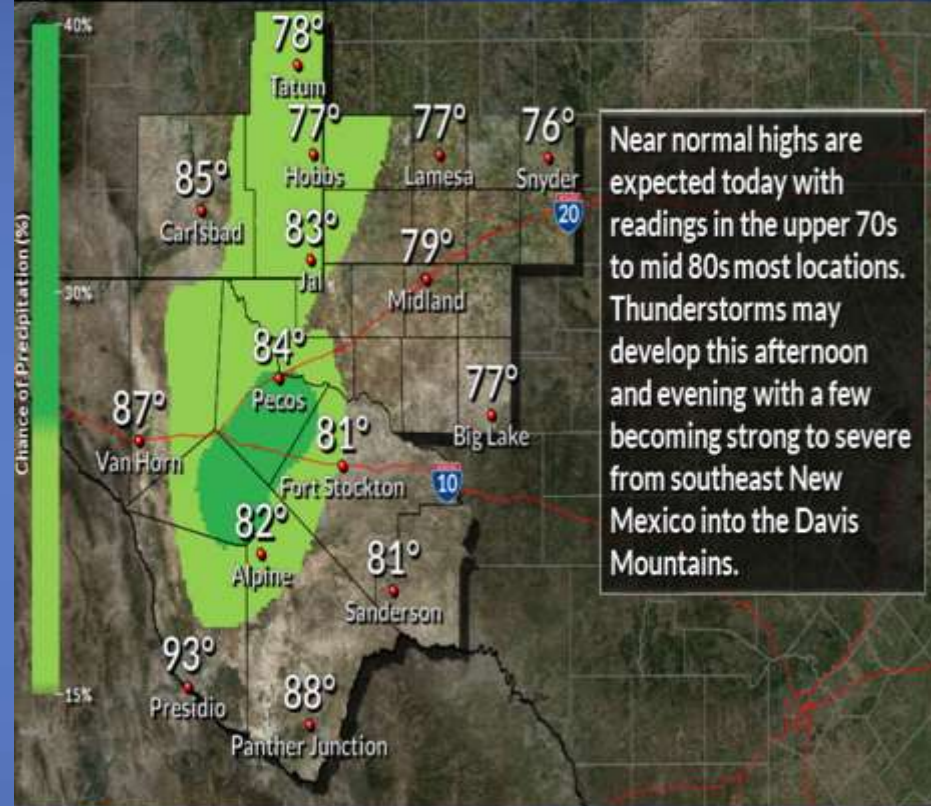 40%
30%
15%
Chance of Precipitation (%)
78°
Tatum
77°
Hobbs
77°
Lamesa
76°
Snyder
85°
Carlsbad
83°
Jal
20
79°
Midland
84°
Pecos
87°
Van Horn
81°
Fort Stockton
77°
Big Lake
10
82°
Alpine
81°
Sanderson
93°
Presidio
88°
Panther Junction
Near normal highs are
expected today with
readings in the upper 70s
to mid 80s most locations.
Thunderstorms may
develop this afternoon
and evening with a few
becoming strong to severe
from southeast New
Mexico into the Davis
Mountains.